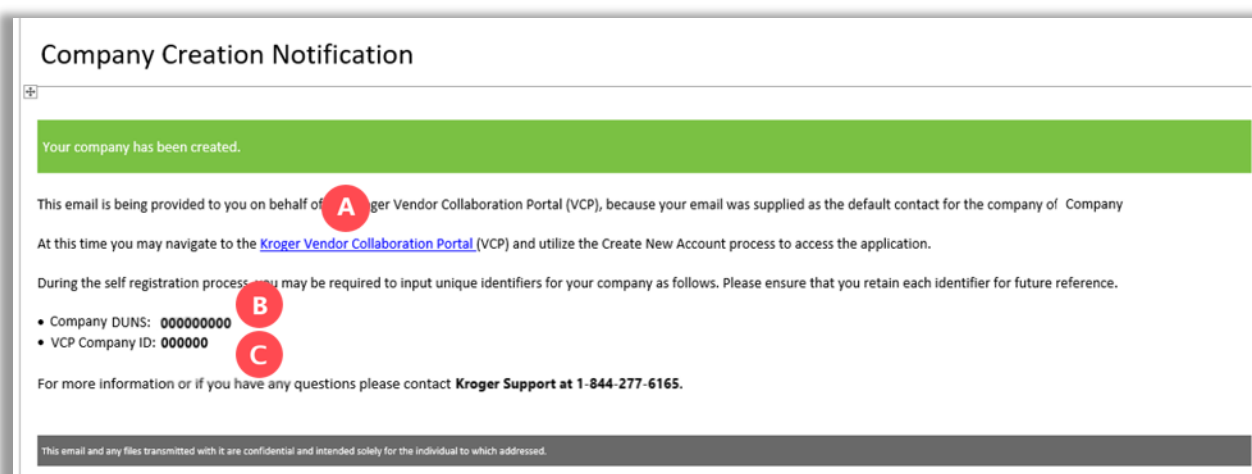 Company Creation Notification
Your company has been created.
This email is being provided to you on behalf of A ger Vendor Collaboration Portal (VCP), because your email was supplied as the default contact for the company of Company
At this time you may navigate to the Kroger Vendor Collaboration Portal (VCP) and utilize the Create New Account process to access the application.
During the self registration process, you may be required to input unique identifiers for your company as follows. Please ensure that you retain each identifier for future reference.
B
• Company DUNS: 000000000
• VCP Company ID: 000000
C
For more information or if you have any questions please contact Kroger Support at 1-844-277-6165.
This email and any files transmitted with it are confidential and intended solely for the individual to which addressed.